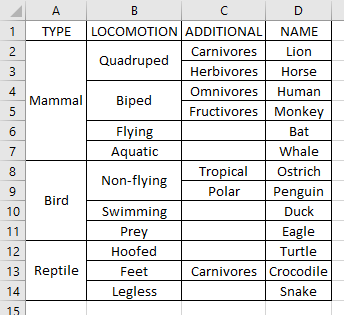 A B C D
1 TYPE LOCOMOTION ADDITIONAL NAME
2 Carnivores Lion
Quadruped
3 Herbivores Horse
4 Omnivores Human
Mammal Biped
5 Fructivores Monkey
6 Flying Bat
7 Aquatic Whale
8 Tropical Ostrich
Non-flying
9 Polar Penguin
Bird
10 Swimming Duck
11 Prey Eagle
12 Hoofed Turtle
13 Reptile Feet Carnivores Crocodile
14 Legless Snake
15